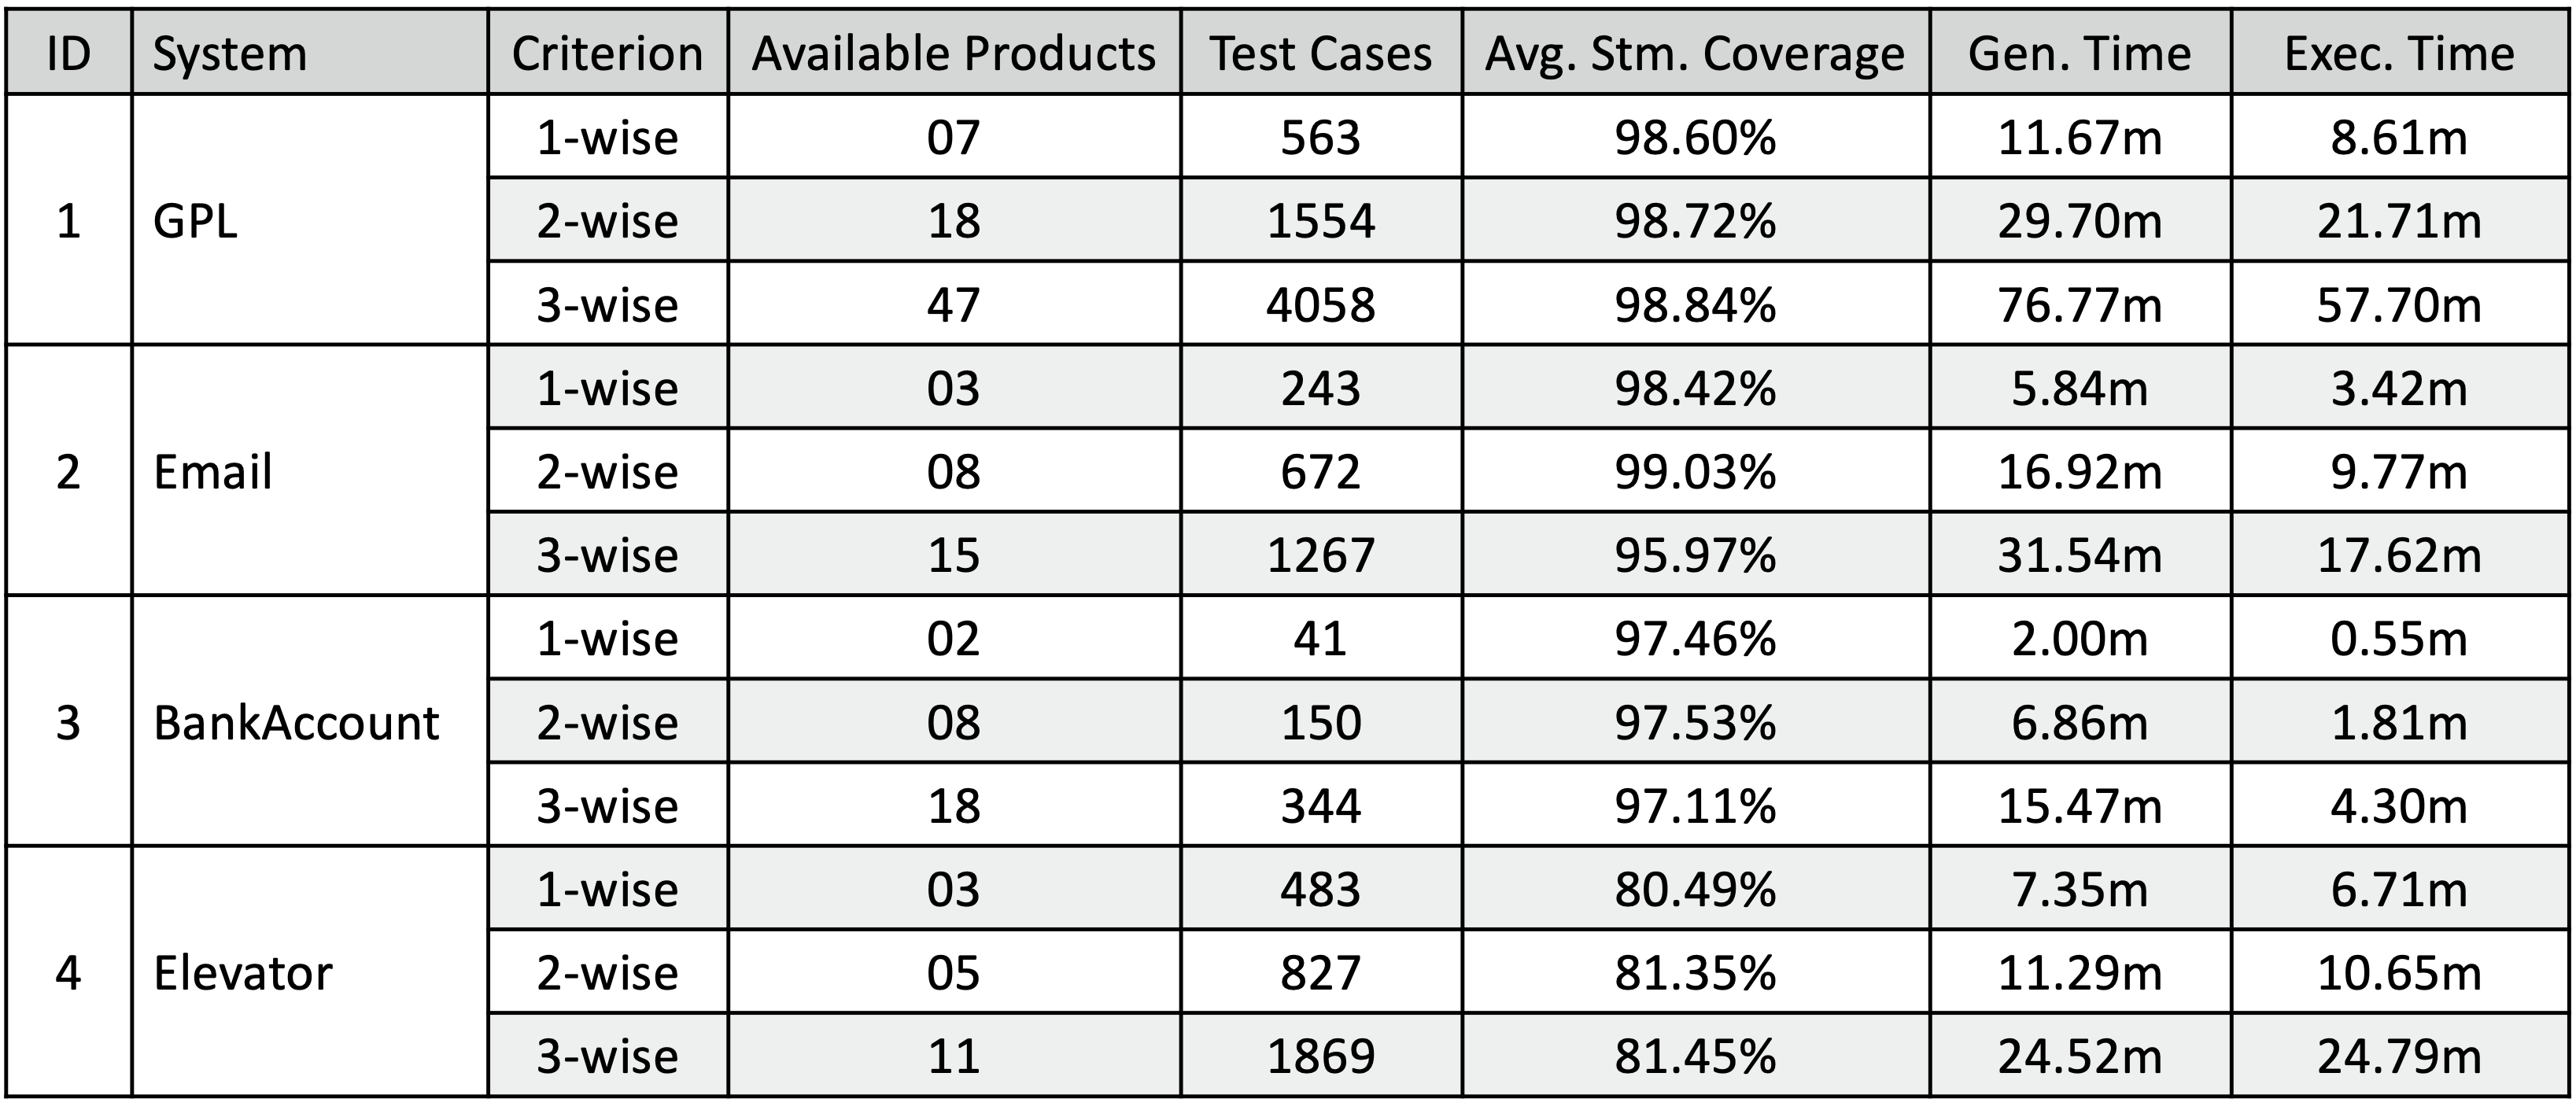 ID System Criterion Available Products Test Cases Avg. Stm. Coverage Gen. Time Exec. Time
1 GPL 1-wise 07 563 98.60% 11.67m 8.61m
2-wise 18 1554 98.72% 29.70m 21.71m
3-wise 47 4058 98.84% 76.77m 57.70m
2 Email 1-wise 03 243 98.42% 5.84m 3.42m
2-wise 08 672 99.03% 16.92m 9.77m
3-wise 15 1267 95.97% 31.54m 17.62m
3 BankAccount 1-wise 02 41 97.46% 2.00m 0.55m
2-wise 08 150 97.53% 6.86m 1.81m
3-wise 18 344 97.11% 15.47m 4.30m
4 Elevator 1-wise 03 483 80.49% 7.35m 6.71m
2-wise 05 827 81.35% 11.29m 10.65m
3-wise 11 1869 81.45% 24.52m 24.79m